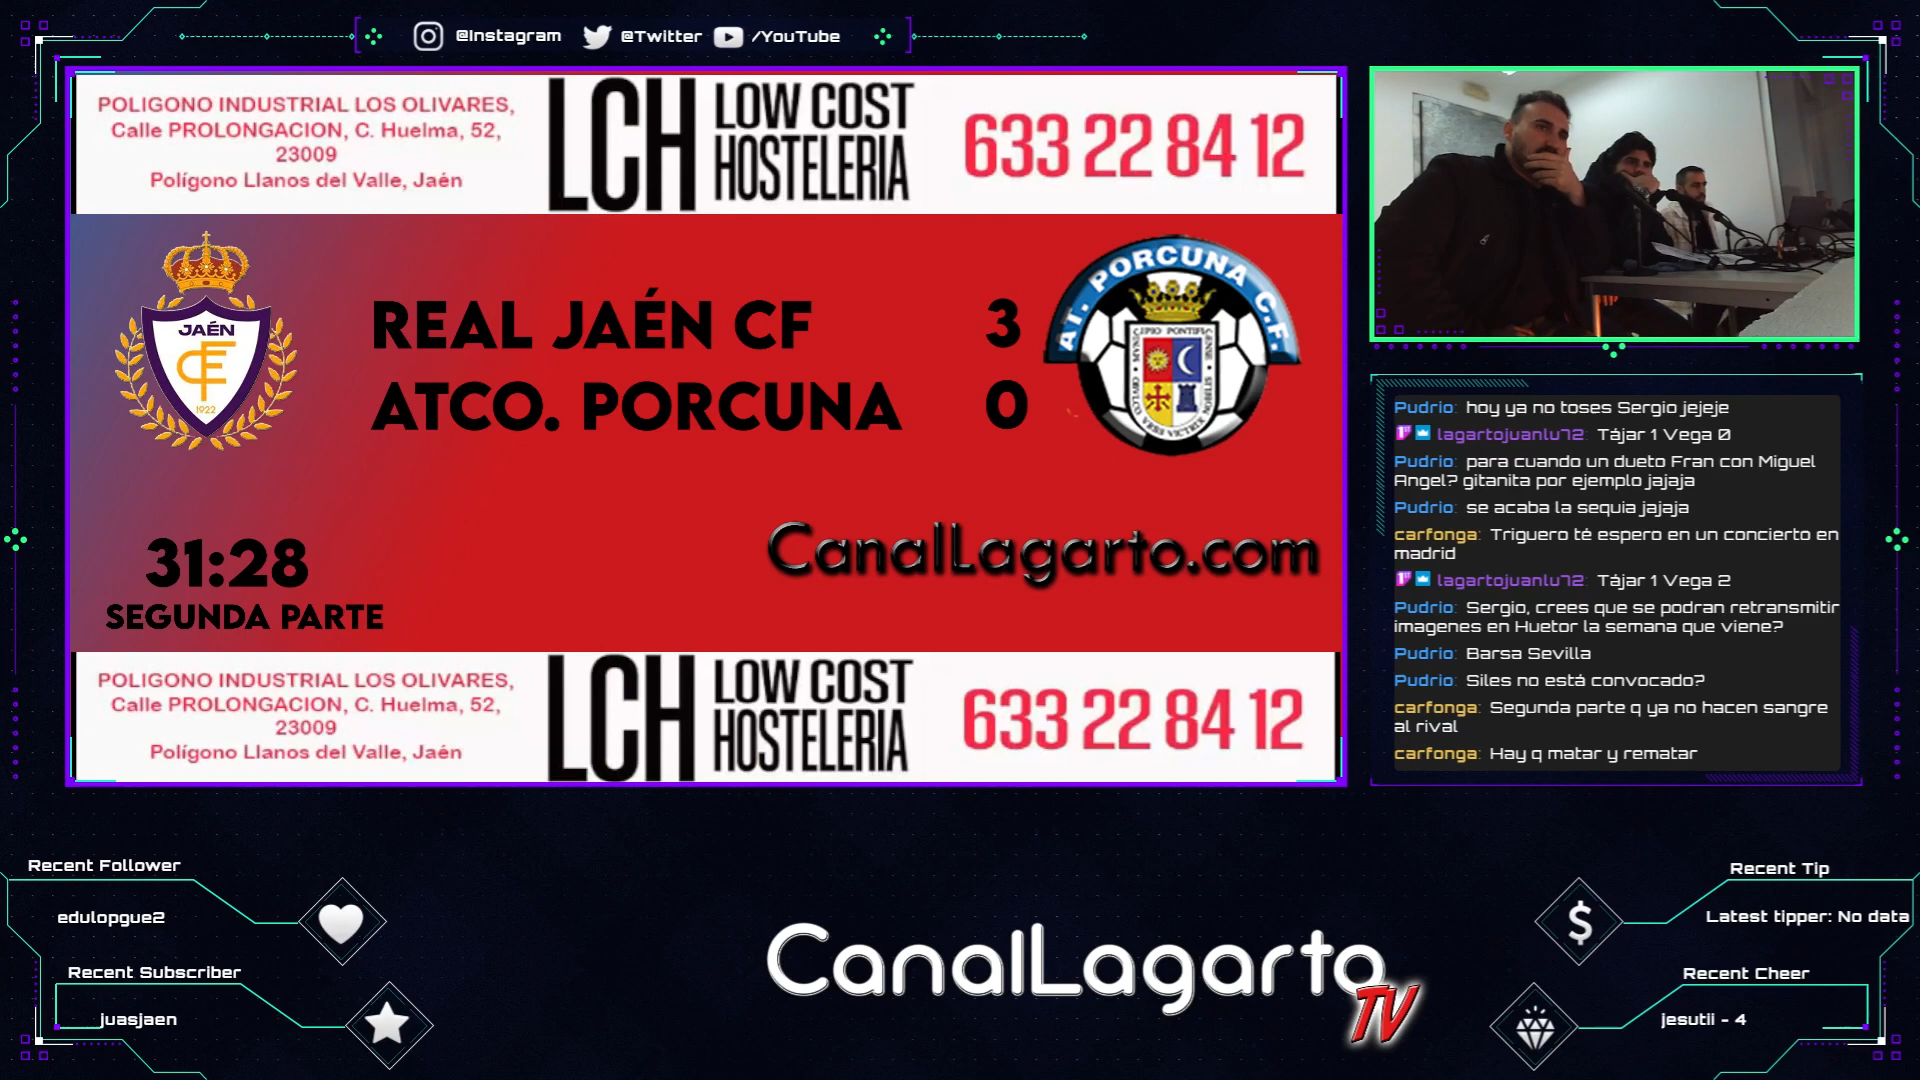 @Instagram @Twitter /YouTube
POLIGONO INDUSTRIAL LOS OLIVARES,
Calle PROLONGACION, C. Huelma, 52,
23009
Polígono Llanos del Valle, Jaén
LCH
LOW COST
HOSTELERIA
633 22 84 12
JAÉN
CF
1922
REAL JAÉN CF 3
ATCO. PORCUNA 0
AT. PORCUNA C.F.
CanalLagarto.com
31:28
SEGUNDA PARTE
POLIGONO INDUSTRIAL LOS OLIVARES,
Calle PROLONGACION, C. Huelma, 52,
23009
Polígono Llanos del Valle, Jaén
LCH
LOW COST
HOSTELERIA
633 22 84 12
Pudrio: hoy ya no toses Sergio jejeje
lagartojuanlu72: Tájar 1 Vega 0
Pudrio: para cuando un dueto Fran con Miguel
Angel? gitanita por ejemplo jajaja
Pudrio: se acaba la sequia jajaja
carfonga: Triguero té espero en un concierto en
madrid
lagartojuanlu72: Tájar 1 Vega 2
Pudrio: Sergio, crees que se podran retransmitir
imagenes en Huetor la semana que viene?
Pudrio: Barsa Sevilla
Pudrio: Siles no está convocado?
carfonga: Segunda parte q ya no hacen sangre
al rival
carfonga: Hay q matar y rematar
Recent Follower
edulopgue2
Recent Subscriber
juasjaen
CanalLagarto
TV
Recent Tip
Latest tipper: No data
Recent Cheer
jesutii - 4